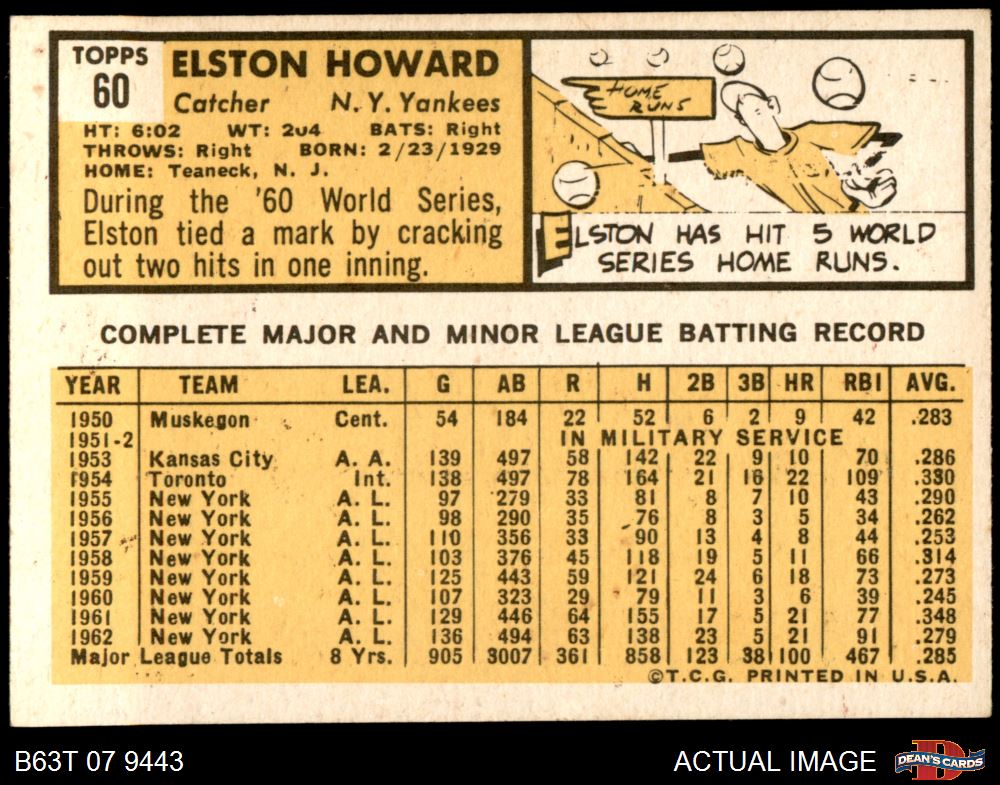 TOPPS
60
ELSTON HOWARD
Catcher N. Y. Yankees
HT: 6:02 WT: 204 BATS: Right
THROWS: Right BORN: 2/23/1929
HOME: Teaneck, N. J.
During the '60 World Series,
Elston tied a mark by cracking
out two hits in one inning.
HOME
RUNS
ELSTON HAS HIT 5 WORLD
SERIES HOME RUNS.
COMPLETE MAJOR AND MINOR LEAGUE BATTING RECORD
YEAR TEAM LEA. G AB R H 2B 3B HR RBI AVG.
1950 Muskegon Cent. 54 184 22 52 6 2 9 42 .283
1951-2 IN MILITARY SERVICE
1953 Kansas City A. A. 139 497 58 142 22 9 10 70 .286
1954 Toronto Int. 138 497 78 164 21 16 22 109 .330
1955 New York A. L. 97 279 33 81 8 7 10 43 .290
1956 New York A. L. 98 290 35 76 8 3 5 34 .262
1957 New York A. L. 110 356 33 90 13 4 8 44 .253
1958 New York A. L. 103 376 45 118 19 5 11 66 .314
1959 New York A. L. 125 443 59 121 24 6 18 73 .273
1960 New York A. L. 107 323 29 79 11 3 6 39 .245
1961 New York A. L. 129 446 64 155 17 5 21 77 .348
1962 New York A. L. 136 494 63 138 23 5 21 91 .279
Major League Totals 8 Yrs. 905 3007 361 858 123 38 100 467 .285
©T.C.G. PRINTED IN U.S.A.
B63T 07 9443 ACTUAL IMAGE DEAN'S CARDS